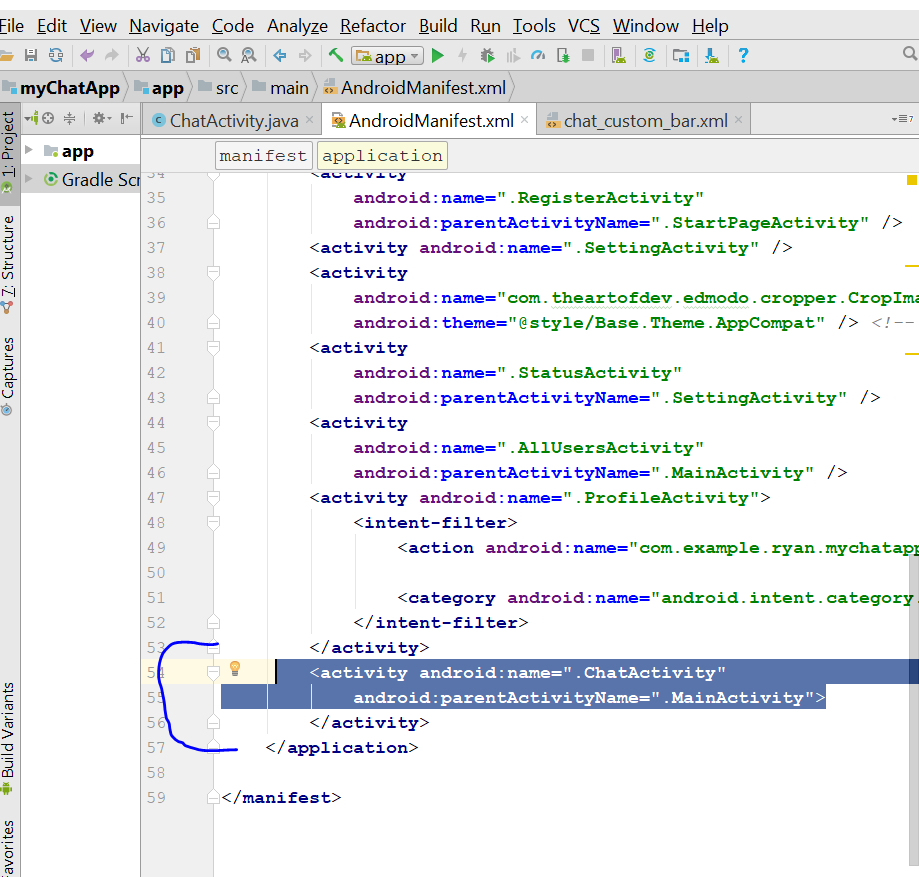 File Edit View Navigate Code Analyze Refactor Build Run Tools VCS Window Help
app
myChatApp app src main AndroidManifest.xml
1: Project
7: Structure
Captures
Build Variants
app
Gradle Scr
ChatActivity.java AndroidManifest.xml chat_custom_bar.xml
7
manifest application
34 <activity
35 android:name=".RegisterActivity"
36 android:parentActivityName=".StartPageActivity" />
37 <activity android:name=".SettingActivity" />
38 <activity
39 android:name="com.theartofdev.edmodo.cropper.CropIma
40 android:theme="@style/Base.Theme.AppCompat" /> <!--
41 <activity
42 android:name=".StatusActivity"
43 android:parentActivityName=".SettingActivity" />
44 <activity
45 android:name=".AllUsersActivity"
46 android:parentActivityName=".MainActivity" />
47 <activity android:name=".ProfileActivity">
48 <intent-filter>
49 <action android:name="com.example.ryan.mychatapp
50
51 <category android:name="android.intent.category.
52 </intent-filter>
53 </activity>
54 <activity android:name=".ChatActivity"
55 android:parentActivityName=".MainActivity">
56 </activity>
57 </application>
58
59 </manifest>